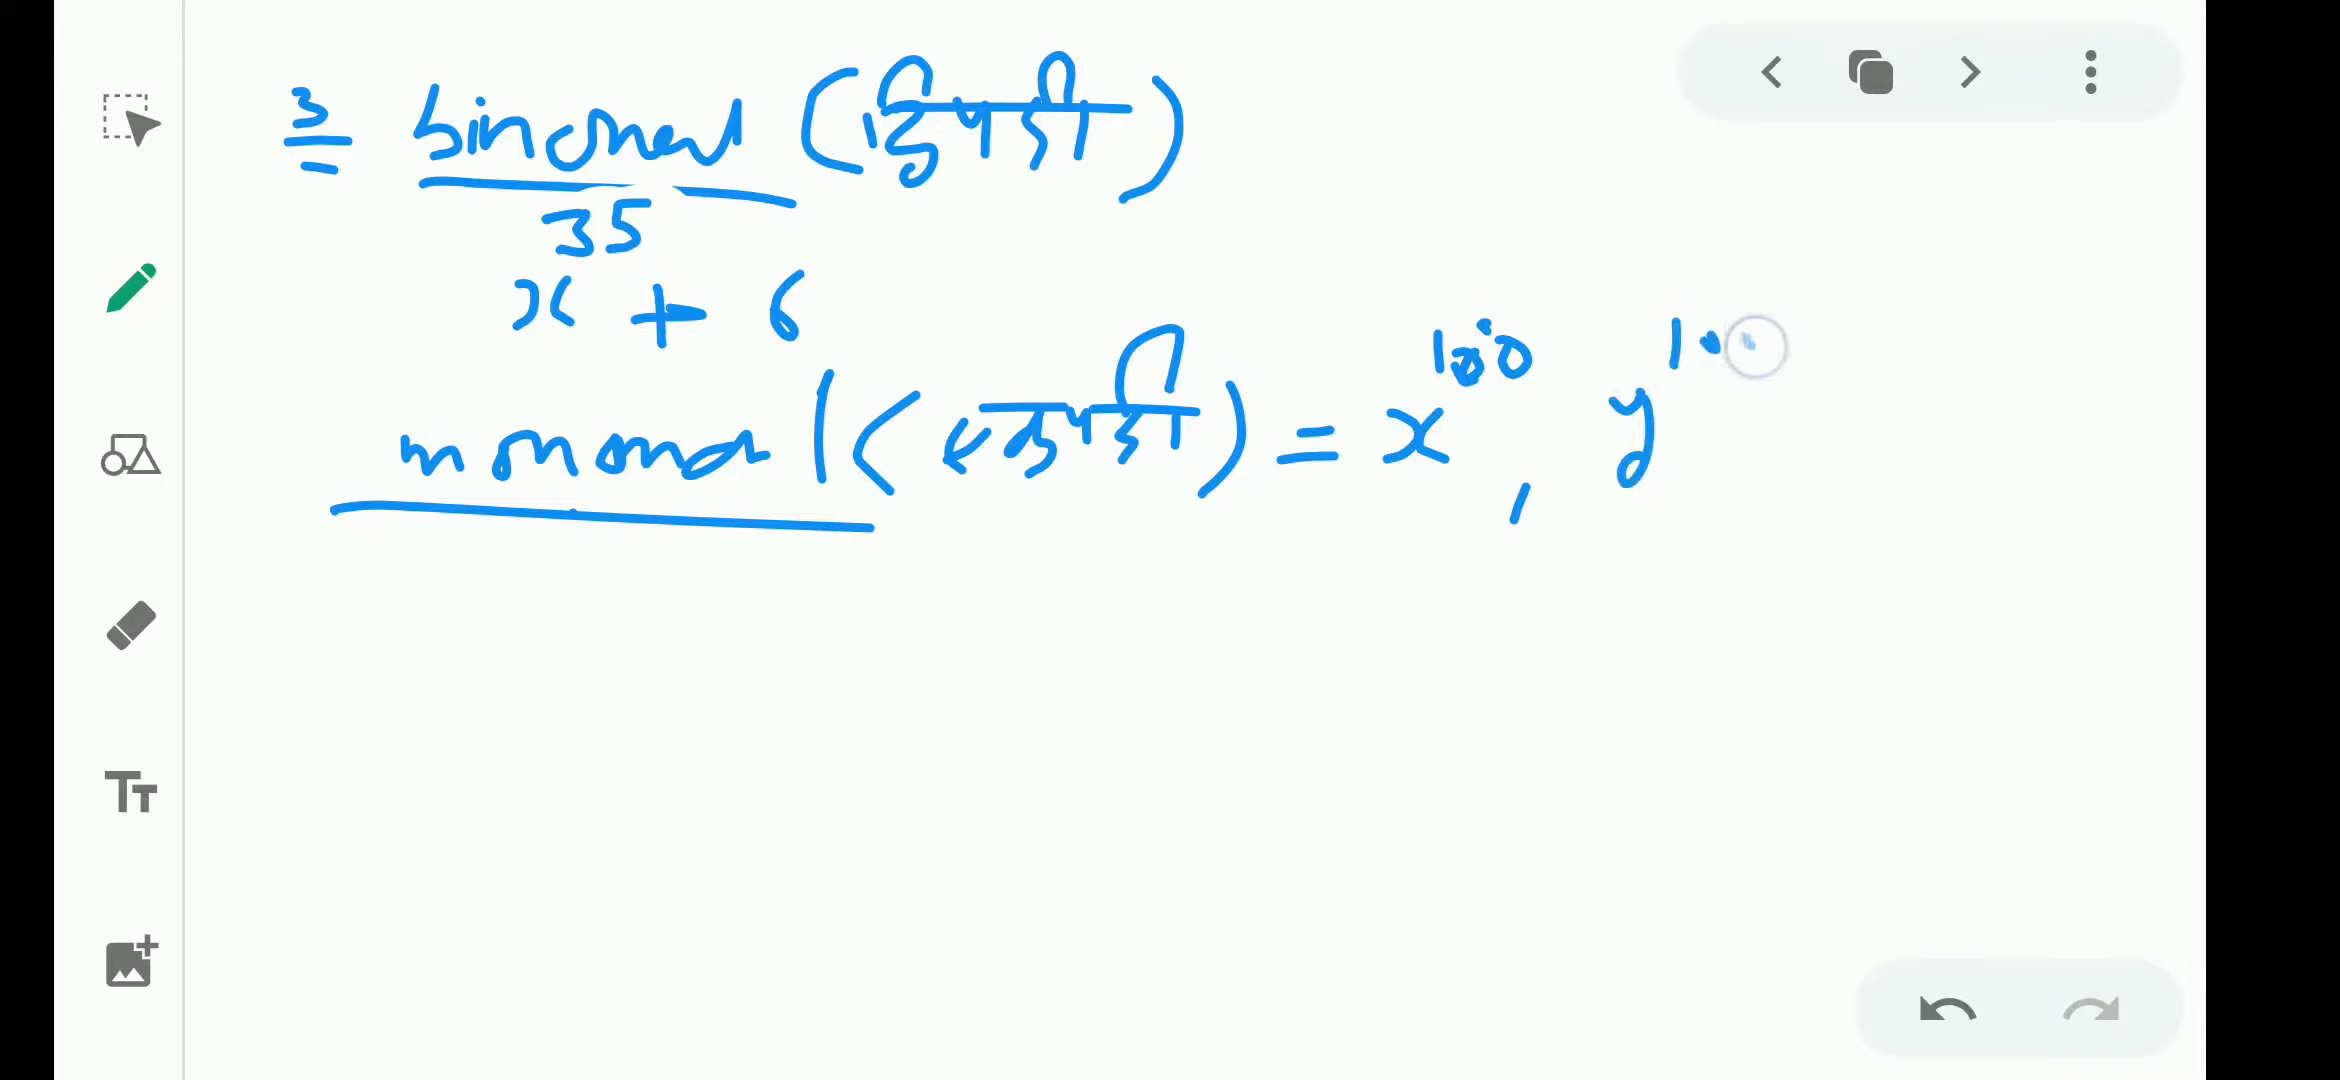 3 binomial (द्विपदी)
35
x + 6
monomial (एकपदी) = x¹⁰⁰, y¹⁰